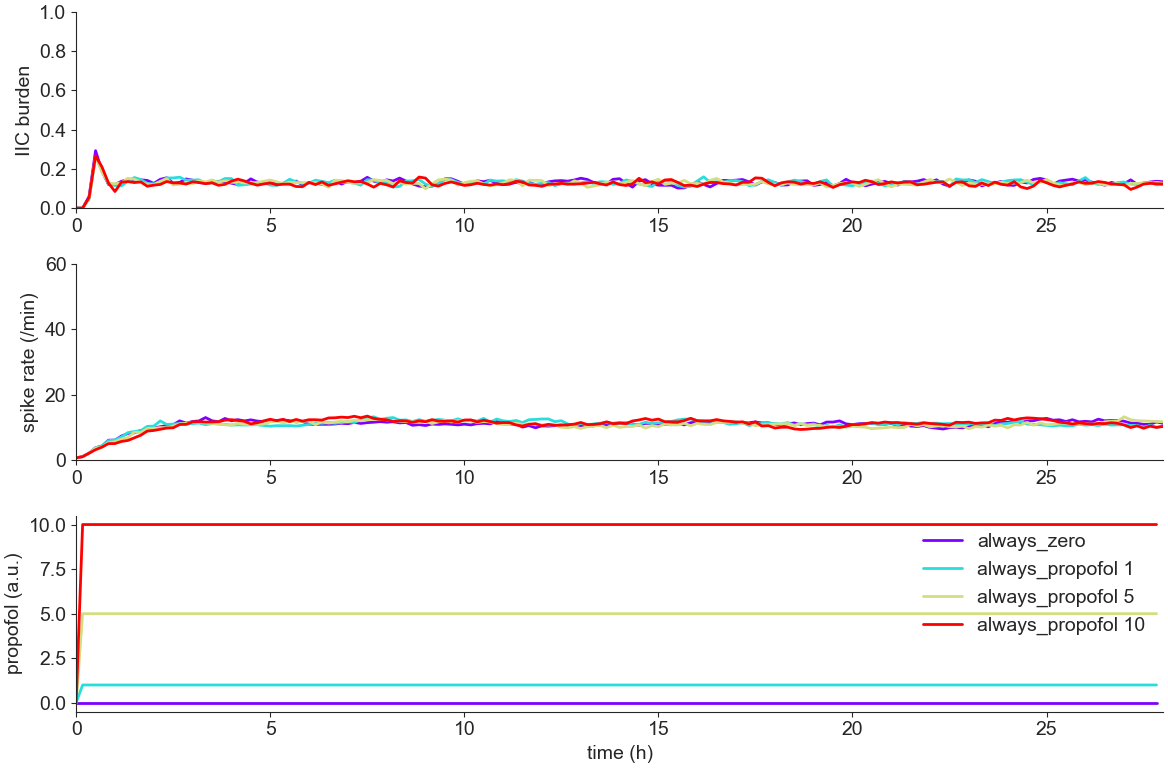 1.0
0.8
0.6
0.4
0.2
0.0
IIC burden
0 5 10 15 20 25
60
40
20
0
spike rate (/min)
0 5 10 15 20 25
10.0
7.5
5.0
2.5
0.0
propofol (a.u.)
always_zero
always_propofol 1
always_propofol 5
always_propofol 10
0 5 10 15 20 25
time (h)